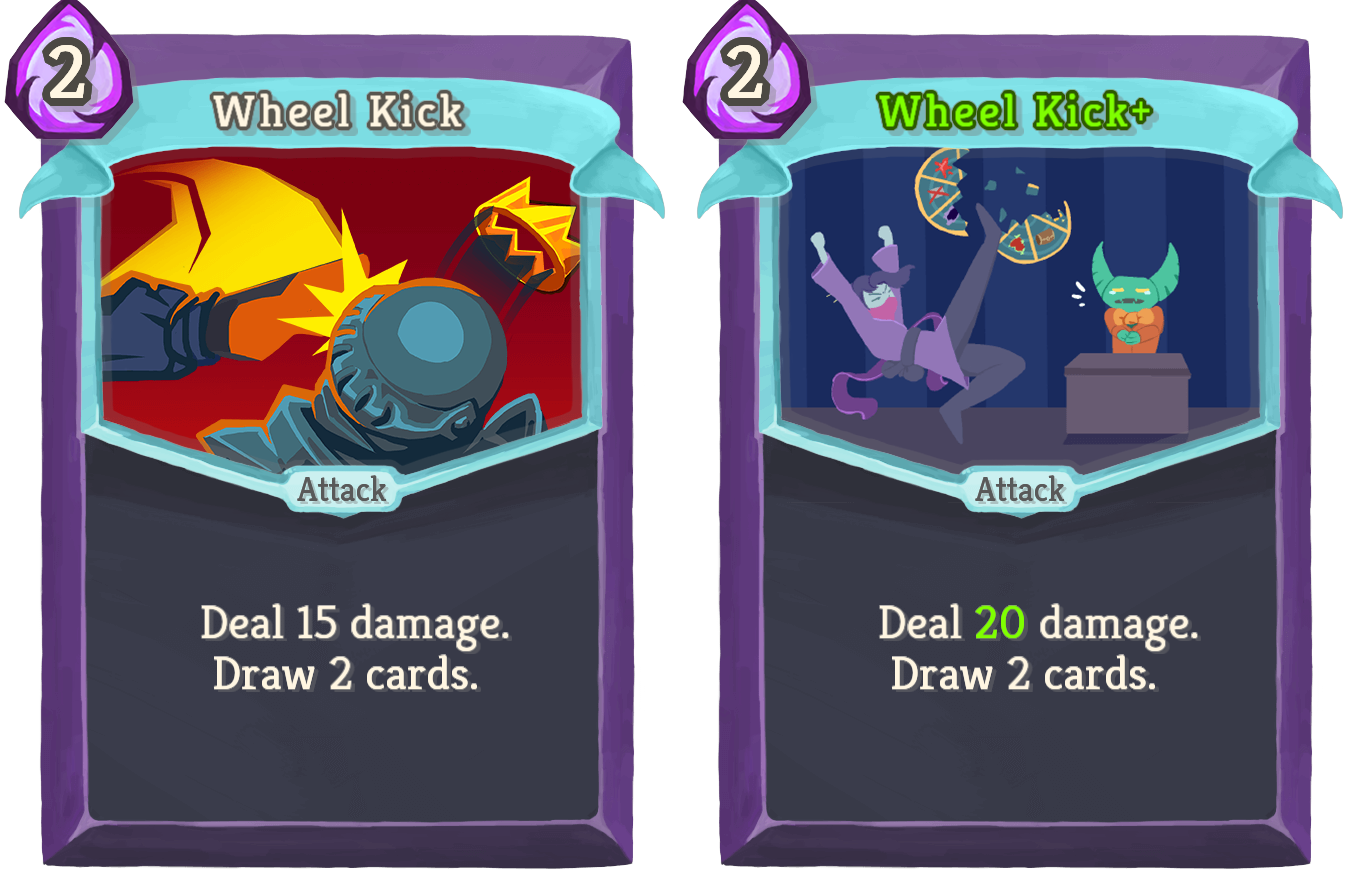 2
Wheel Kick
Attack
Deal 15 damage.
Draw 2 cards.
2
Wheel Kick+
Attack
Deal 20 damage.
Draw 2 cards.